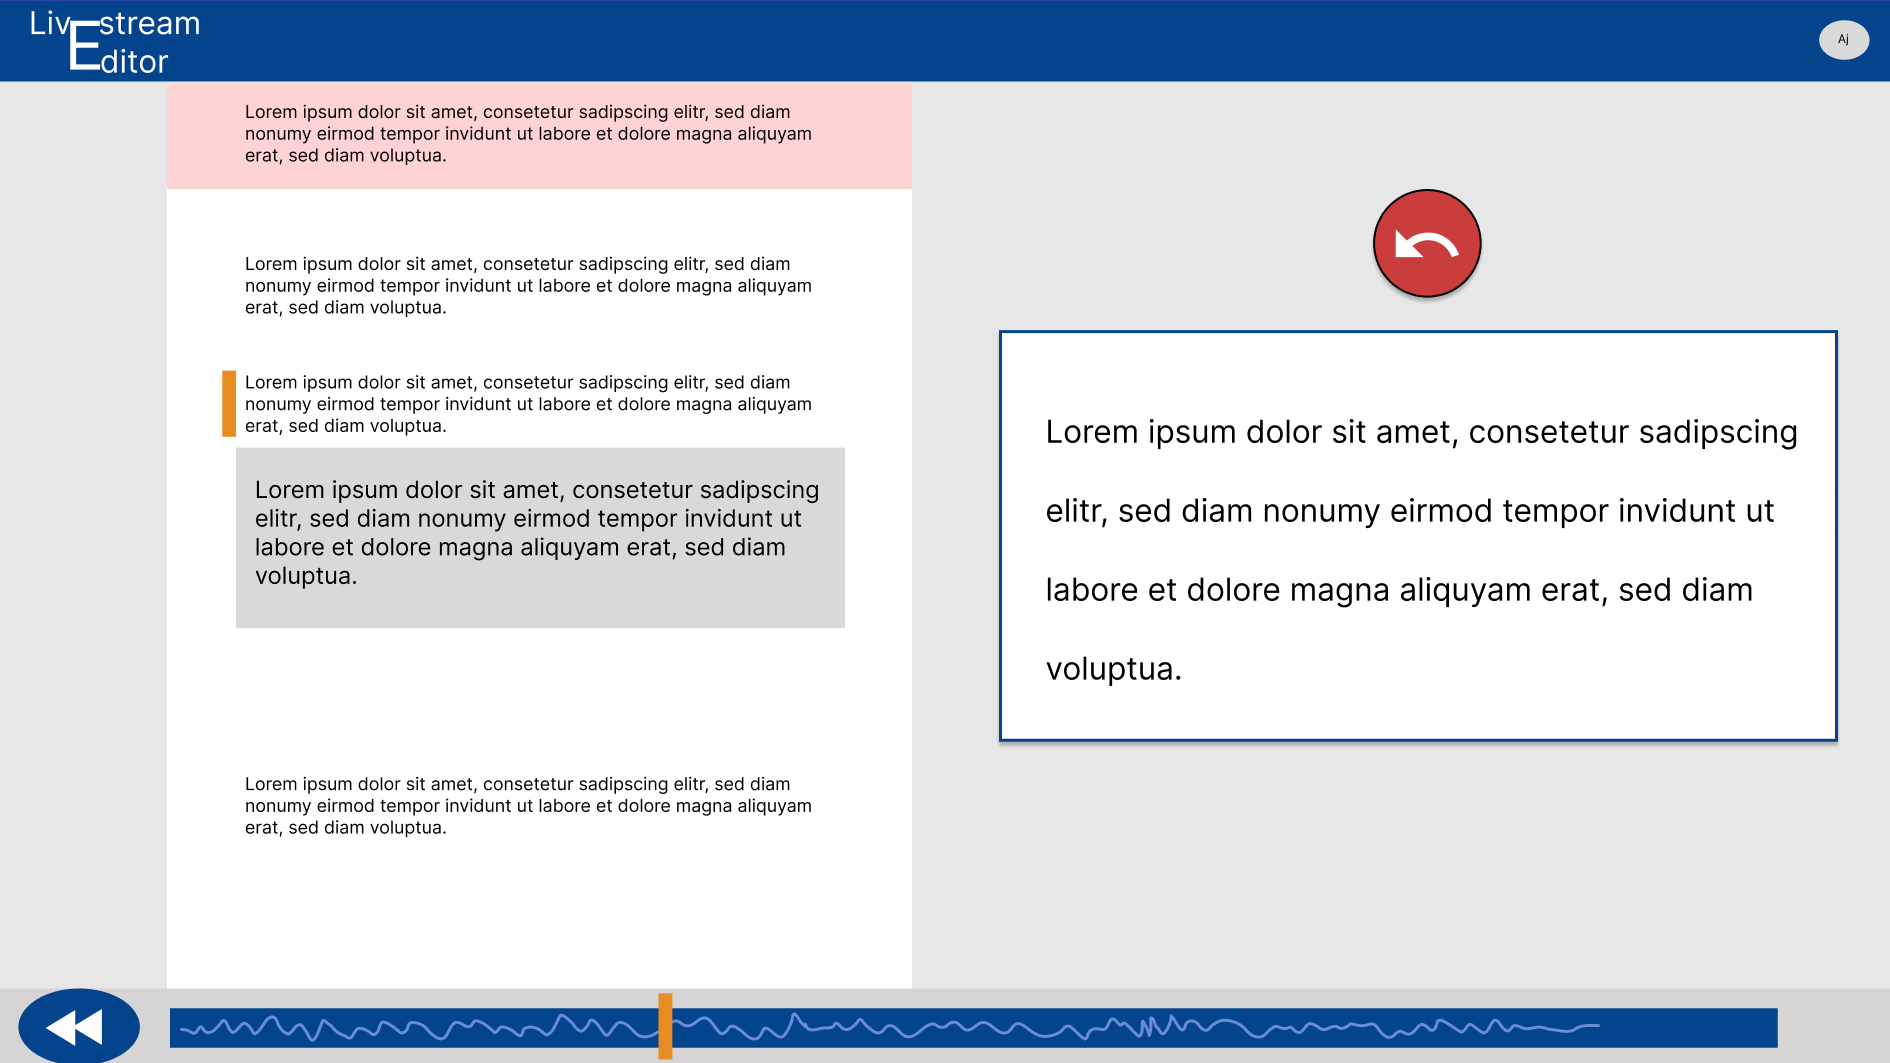 LivEstream
Editor
Aj
Lorem ipsum dolor sit amet, consetetur sadipscing elitr, sed diam
nonumy eirmod tempor invidunt ut labore et dolore magna aliquyam
erat, sed diam voluptua.
Lorem ipsum dolor sit amet, consetetur sadipscing elitr, sed diam
nonumy eirmod tempor invidunt ut labore et dolore magna aliquyam
erat, sed diam voluptua.
Lorem ipsum dolor sit amet, consetetur sadipscing elitr, sed diam
nonumy eirmod tempor invidunt ut labore et dolore magna aliquyam
erat, sed diam voluptua.
Lorem ipsum dolor sit amet, consetetur sadipscing
elitr, sed diam nonumy eirmod tempor invidunt ut
labore et dolore magna aliquyam erat, sed diam
voluptua.
Lorem ipsum dolor sit amet, consetetur sadipscing elitr, sed diam
nonumy eirmod tempor invidunt ut labore et dolore magna aliquyam
erat, sed diam voluptua.
Lorem ipsum dolor sit amet, consetetur sadipscing
elitr, sed diam nonumy eirmod tempor invidunt ut
labore et dolore magna aliquyam erat, sed diam
voluptua.